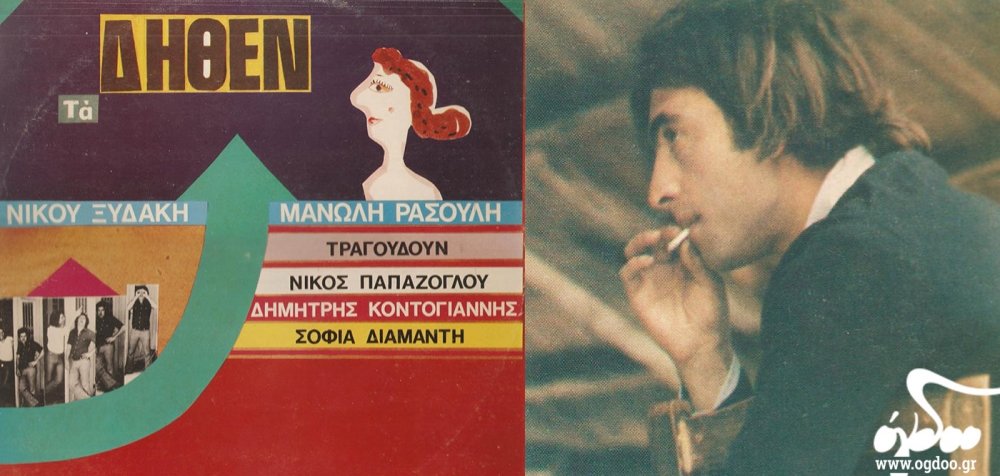 ΔΗΘΕΝ
Τὰ
ΝΙΚΟΥ ΞΥΔΑΚΗ
ΜΑΝΩΛΗ ΡΑΣΟΥΛΗ
ΤΡΑΓΟΥΔΟΥΝ
ΝΙΚΟΣ ΠΑΠΑΖΟΓΛΟΥ
ΔΗΜΗΤΡΗΣ ΚΟΝΤΟΓΙΑΝΝΗΣ
ΣΟΦΙΑ ΔΙΑΜΑΝΤΗ
όγδοο
www.ogdoo.gr